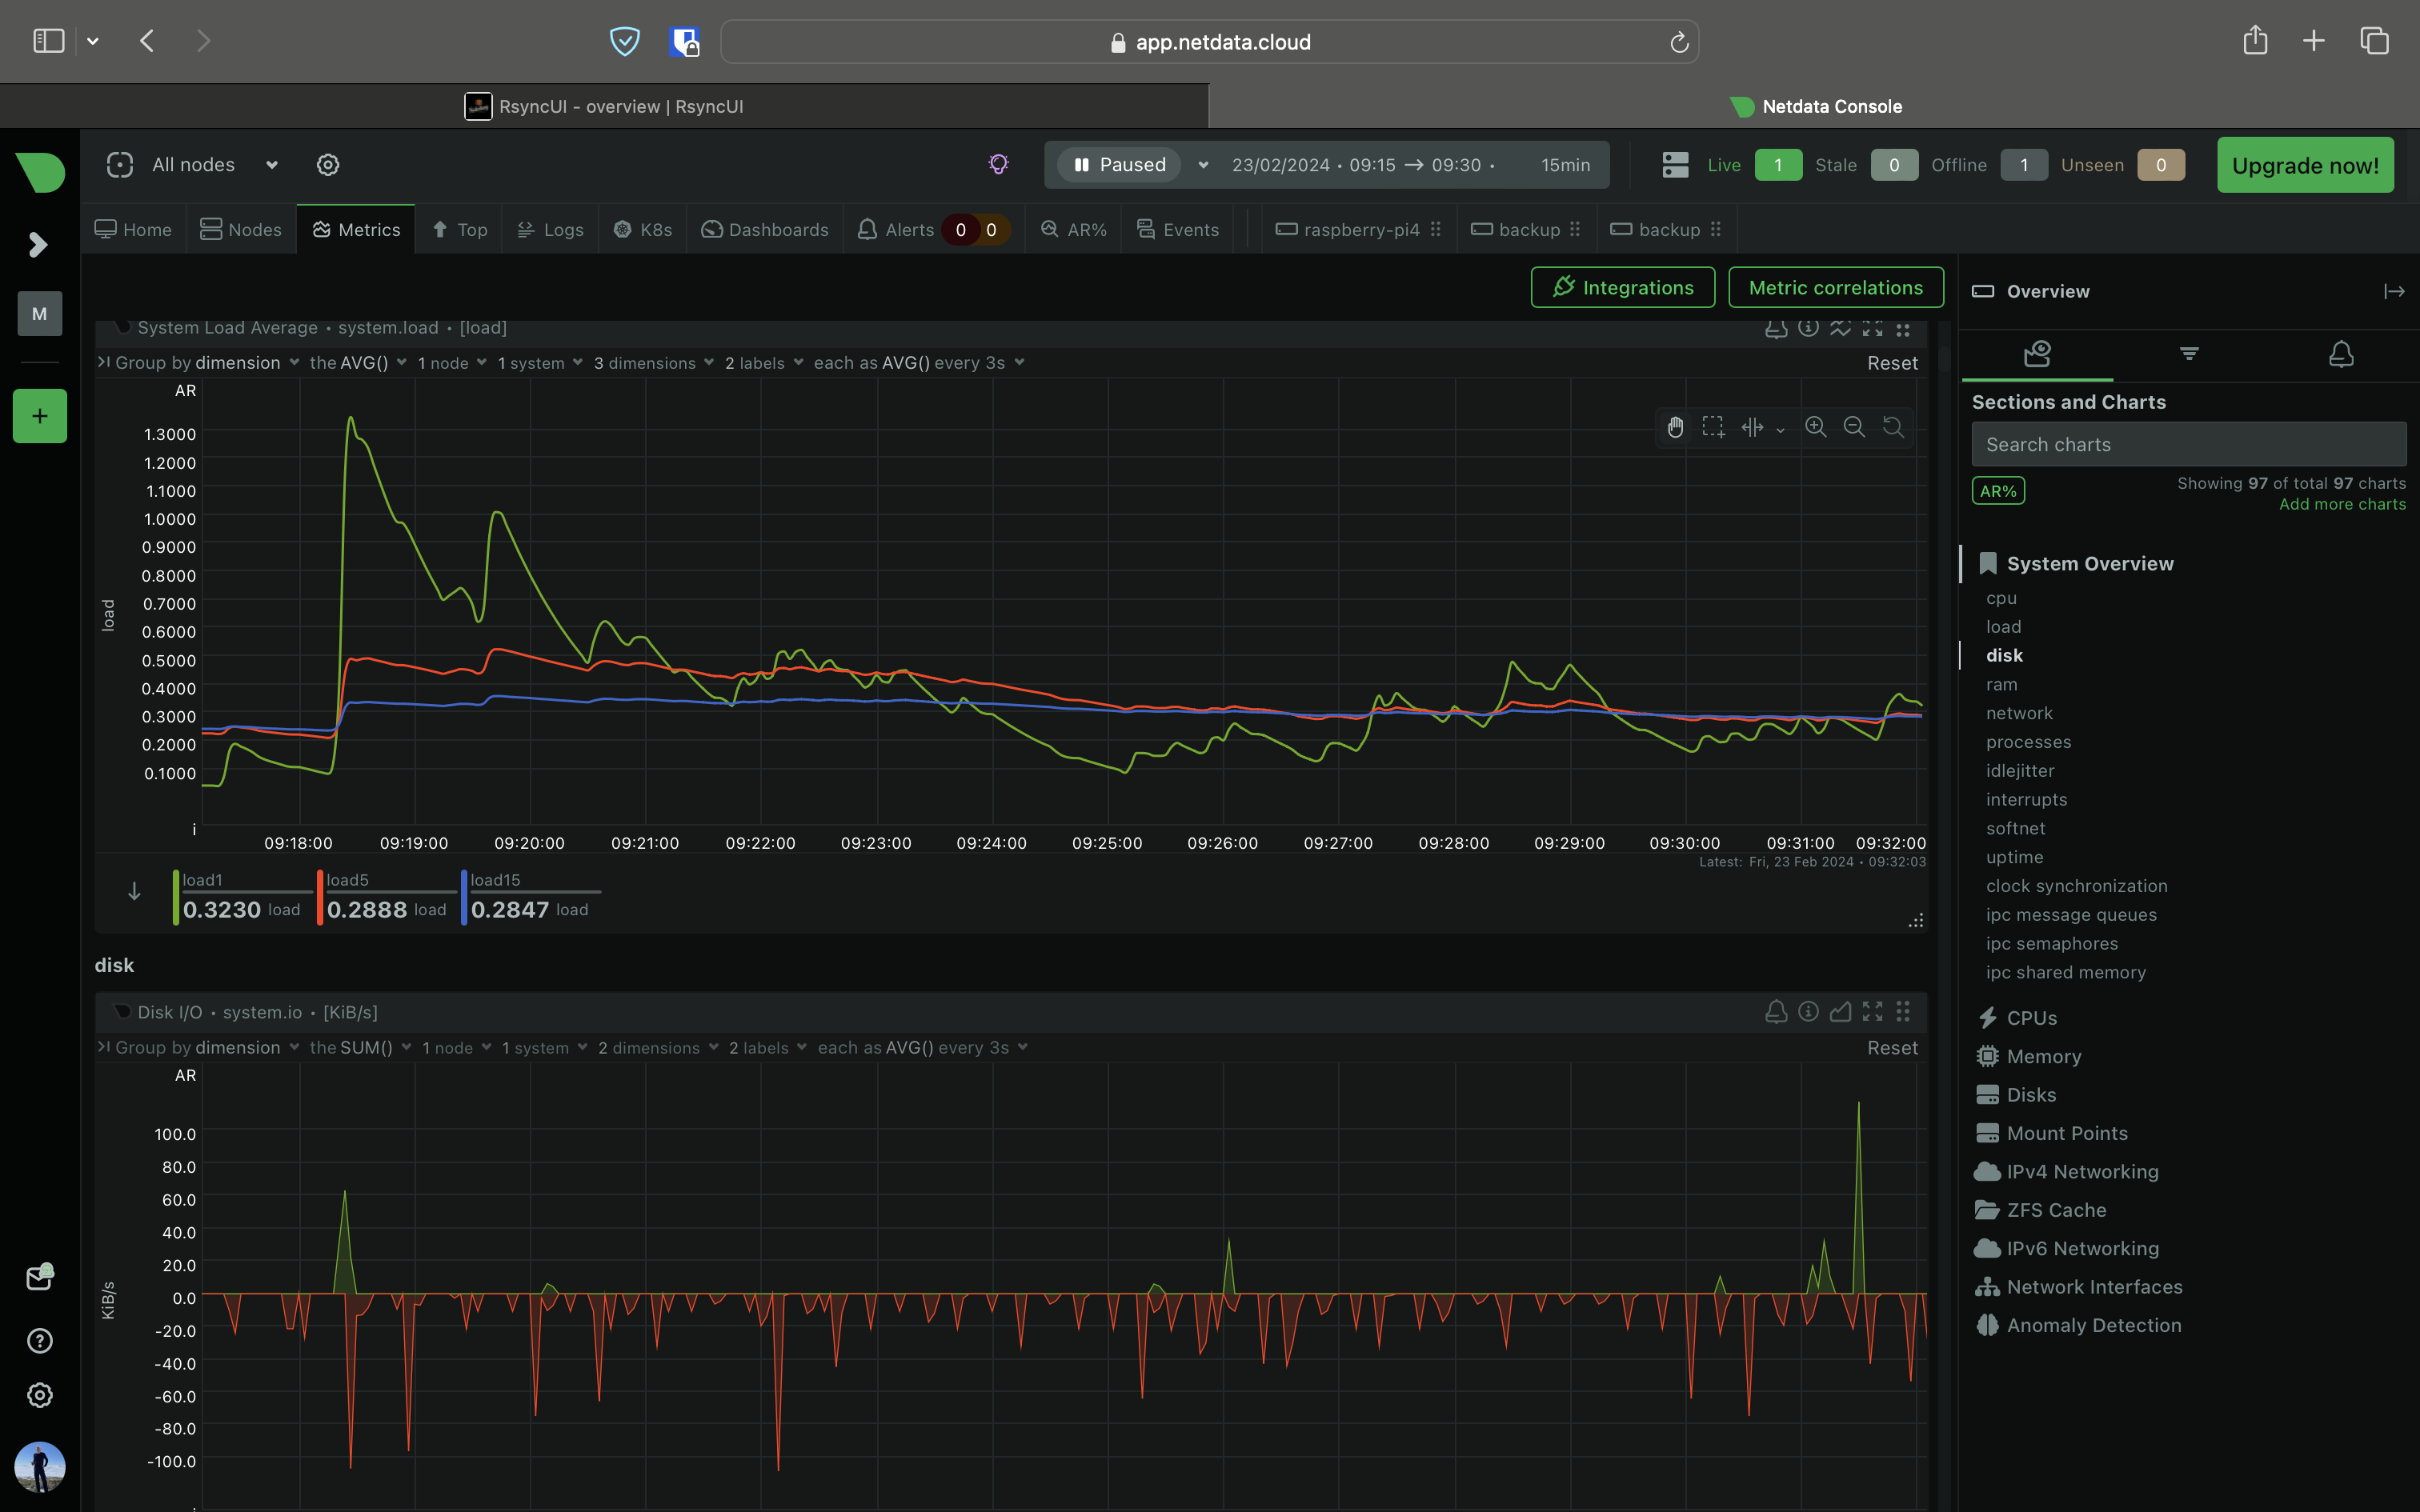 app.netdata.cloud
RsyncUI - overview | RsyncUI
Netdata Console
All nodes
Paused 23/02/2024 • 09:15 → 09:30 • 15min
Live 1 Stale 0 Offline 1 Unseen 0
Upgrade now!
Home Nodes Metrics Top Logs K8s Dashboards Alerts 0 0 AR% Events raspberry-pi4 backup backup
M
+
Integrations
Metric correlations
System Load Average • system.load • [load]
Group by dimension the AVG() 1 node 1 system 3 dimensions 2 labels each as AVG() every 3s
Reset
AR
1.3000
1.2000
1.1000
1.0000
0.9000
0.8000
0.7000
0.6000
0.5000
0.4000
0.3000
0.2000
0.1000
load
i
09:18:00 09:19:00 09:20:00 09:21:00 09:22:00 09:23:00 09:24:00 09:25:00 09:26:00 09:27:00 09:28:00 09:29:00 09:30:00 09:31:00 09:32:00
Latest: Fri, 23 Feb 2024 • 09:32:03
load1 load5 load15
0.3230 load 0.2888 load 0.2847 load
disk
Disk I/O • system.io • [KiB/s]
Group by dimension the SUM() 1 node 1 system 2 dimensions 2 labels each as AVG() every 3s
Reset
AR
100.0
80.0
60.0
40.0
20.0
0.0
-20.0
-40.0
-60.0
-80.0
-100.0
KiB/s
Overview
Sections and Charts
Search charts
AR%
Showing 97 of total 97 charts
Add more charts
System Overview
cpu
load
disk
ram
network
processes
idlejitter
interrupts
softnet
uptime
clock synchronization
ipc message queues
ipc semaphores
ipc shared memory
CPUs
Memory
Disks
Mount Points
IPv4 Networking
ZFS Cache
IPv6 Networking
Network Interfaces
Anomaly Detection